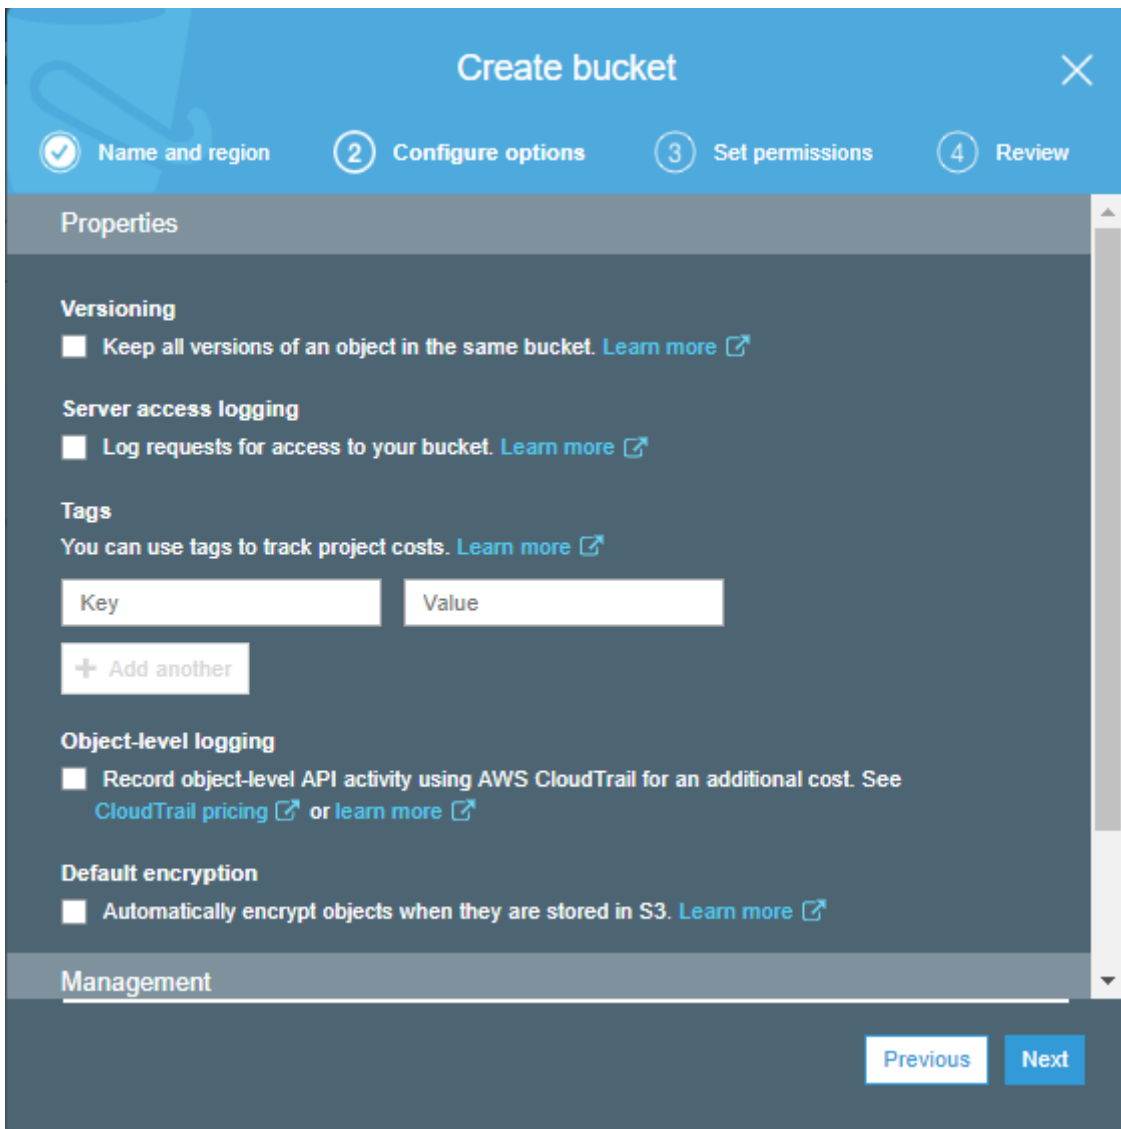 Create bucket
Name and region
2 Configure options
3 Set permissions
4 Review
Properties
Versioning
Keep all versions of an object in the same bucket. Learn more
Server access logging
Log requests for access to your bucket. Learn more
Tags
You can use tags to track project costs. Learn more
Key
Value
+ Add another
Object-level logging
Record object-level API activity using AWS CloudTrail for an additional cost. See
CloudTrail pricing or learn more
Default encryption
Automatically encrypt objects when they are stored in S3. Learn more
Management
Previous
Next